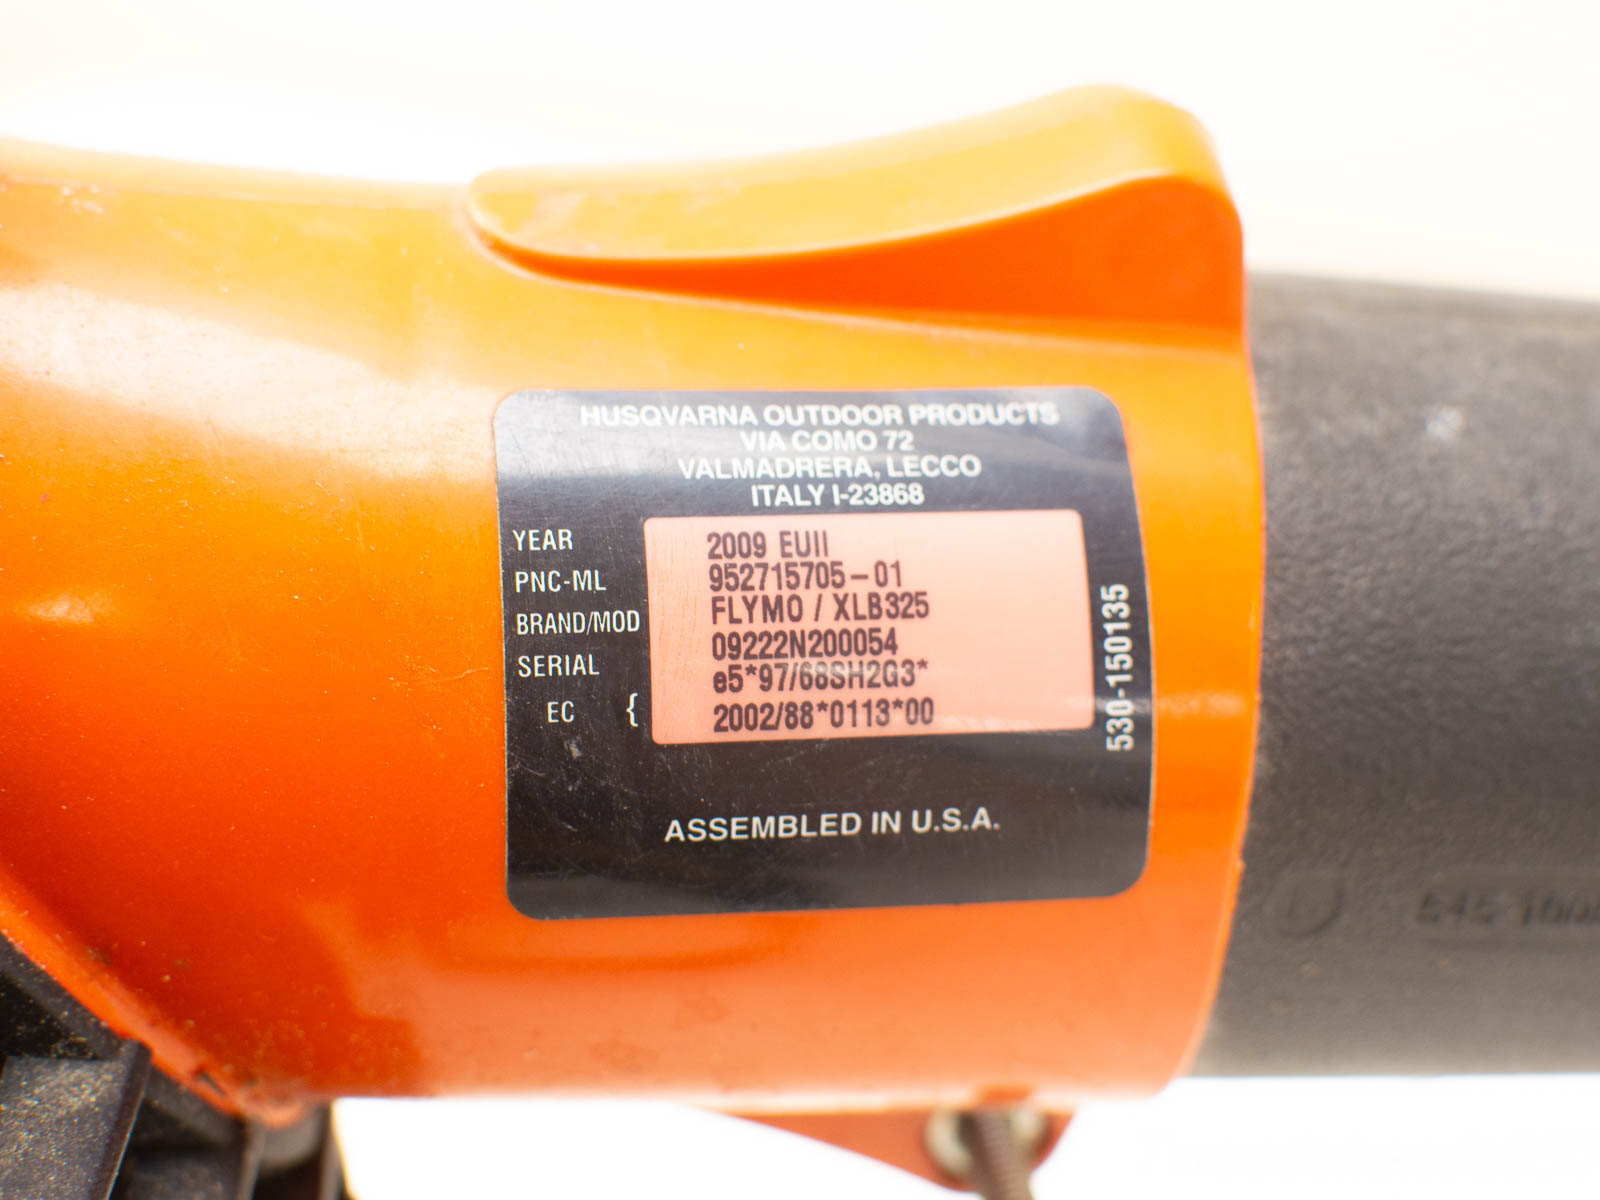 HUSQVARNA OUTDOOR PRODUCTS
VIA COMO 72
VALMADRERA, LECCO
ITALY I-23868
YEAR 2009 EUII
PNC-ML 952715705-01
BRAND/MOD FLYMO / XLB325
SERIAL 09222N200054
e5*97/68SH2G3*
EC { 2002/88*0113*00
530-150135
ASSEMBLED IN U.S.A.